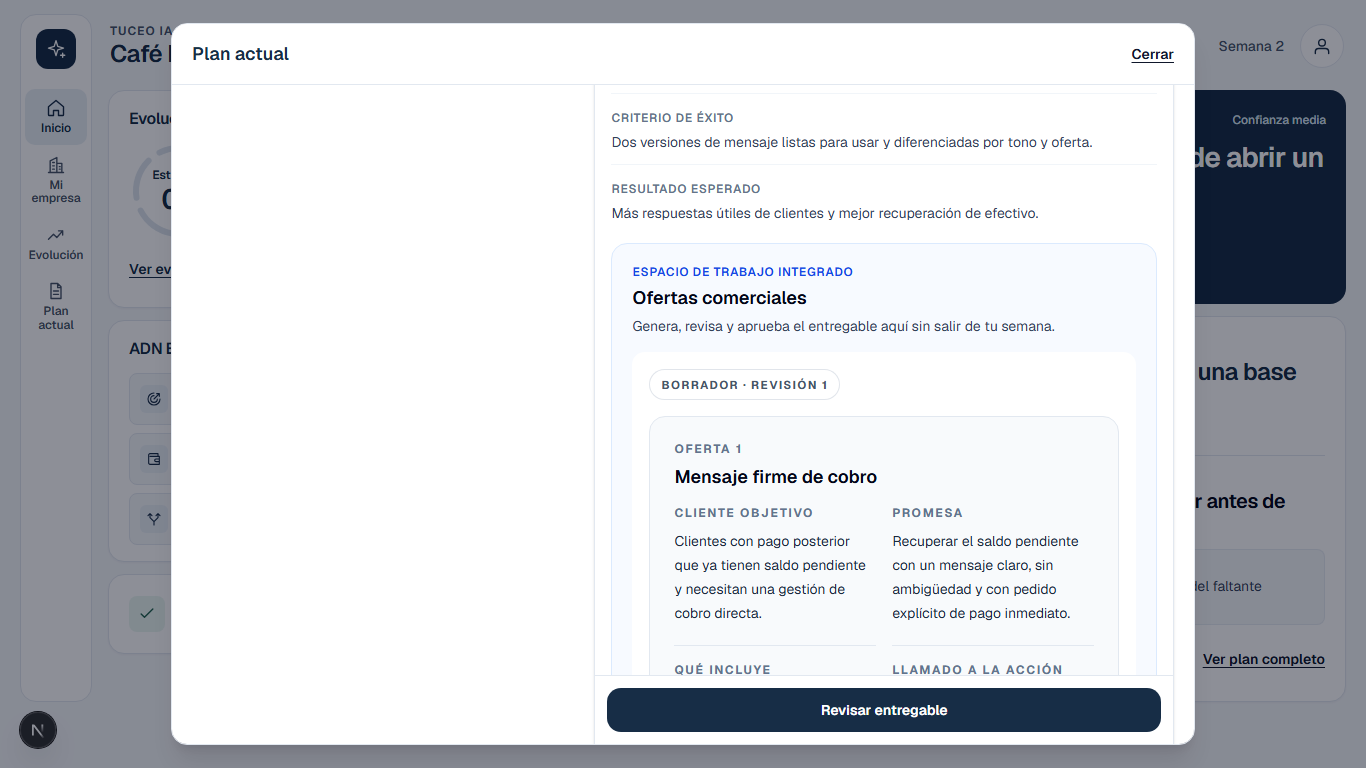 TUCEO IA
Café
Semana 2
Inicio
Mi
empresa
Evolución
Plan
actual
Evolu
Est
0
Ver ev
ADN E
Confianza media
de abrir un
una base
r antes de
del faltante
Ver plan completo
Plan actual
Cerrar
CRITERIO DE ÉXITO
Dos versiones de mensaje listas para usar y diferenciadas por tono y oferta.
RESULTADO ESPERADO
Más respuestas útiles de clientes y mejor recuperación de efectivo.
ESPACIO DE TRABAJO INTEGRADO
Ofertas comerciales
Genera, revisa y aprueba el entregable aquí sin salir de tu semana.
BORRADOR · REVISIÓN 1
OFERTA 1
Mensaje firme de cobro
CLIENTE OBJETIVO
Clientes con pago posterior
que ya tienen saldo pendiente
y necesitan una gestión de
cobro directa.
PROMESA
Recuperar el saldo pendiente
con un mensaje claro, sin
ambigüedad y con pedido
explícito de pago inmediato.
QUÉ INCLUYE
LLAMADO A LA ACCIÓN
Revisar entregable
N